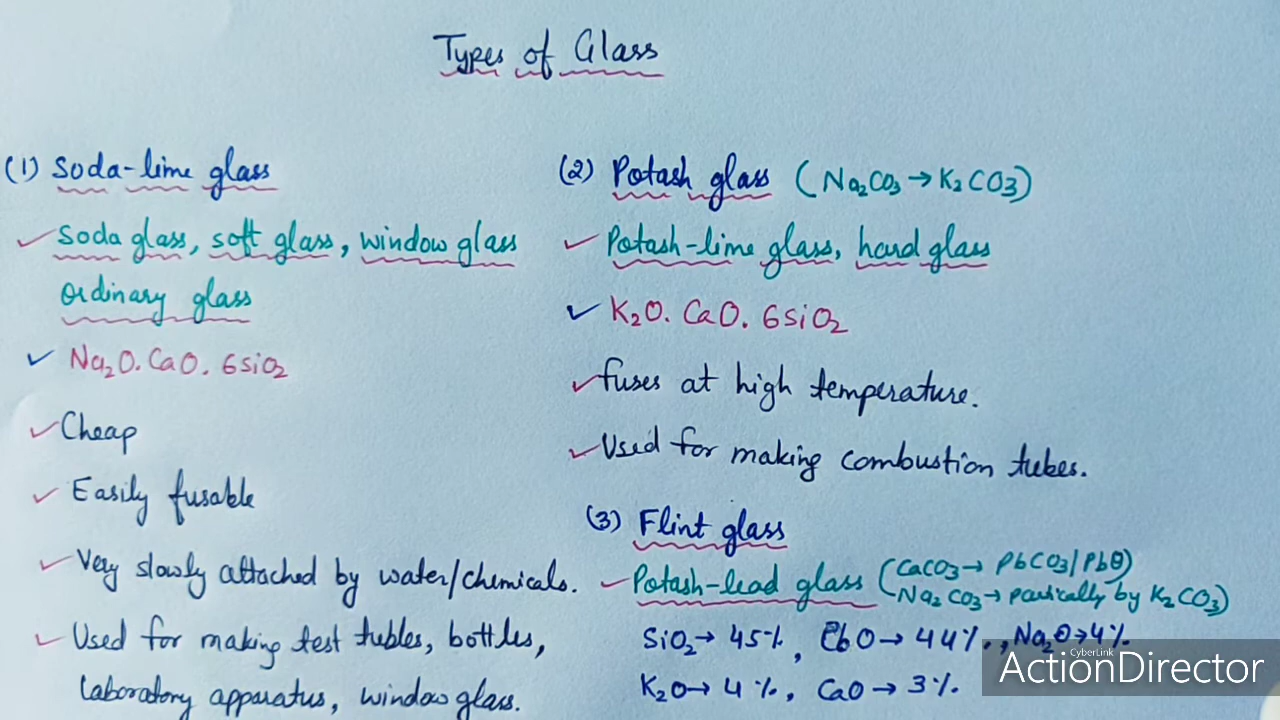 Types of Glass
(1) Soda-lime glass
✓ Soda glass, soft glass, window glass
ordinary glass
✓ Na₂O. CaO. 6SiO₂
✓ Cheap
✓ Easily fusable
✓ Very slowly attached by water/chemicals.
✓ Used for making test tubles, bottles,
laboratory apparatus, window glass.
(2) Potash glass (Na₂CO₃ → K₂CO₃)
✓ Potash-lime glass, hard glass
✓ K₂O. CaO. 6SiO₂
✓ fuses at high temperature.
✓ Used for making combustion tubes.
(3) Flint glass
✓ Potash-lead glass (CaCO₃ → PbCO₃/PbO)
Na₂CO₃ → partically by K₂CO₃)
SiO₂ → 45%, PbO → 44%., Na₂O → 4%.
K₂O → 4%, CaO → 3%.
CyberLink
ActionDirector